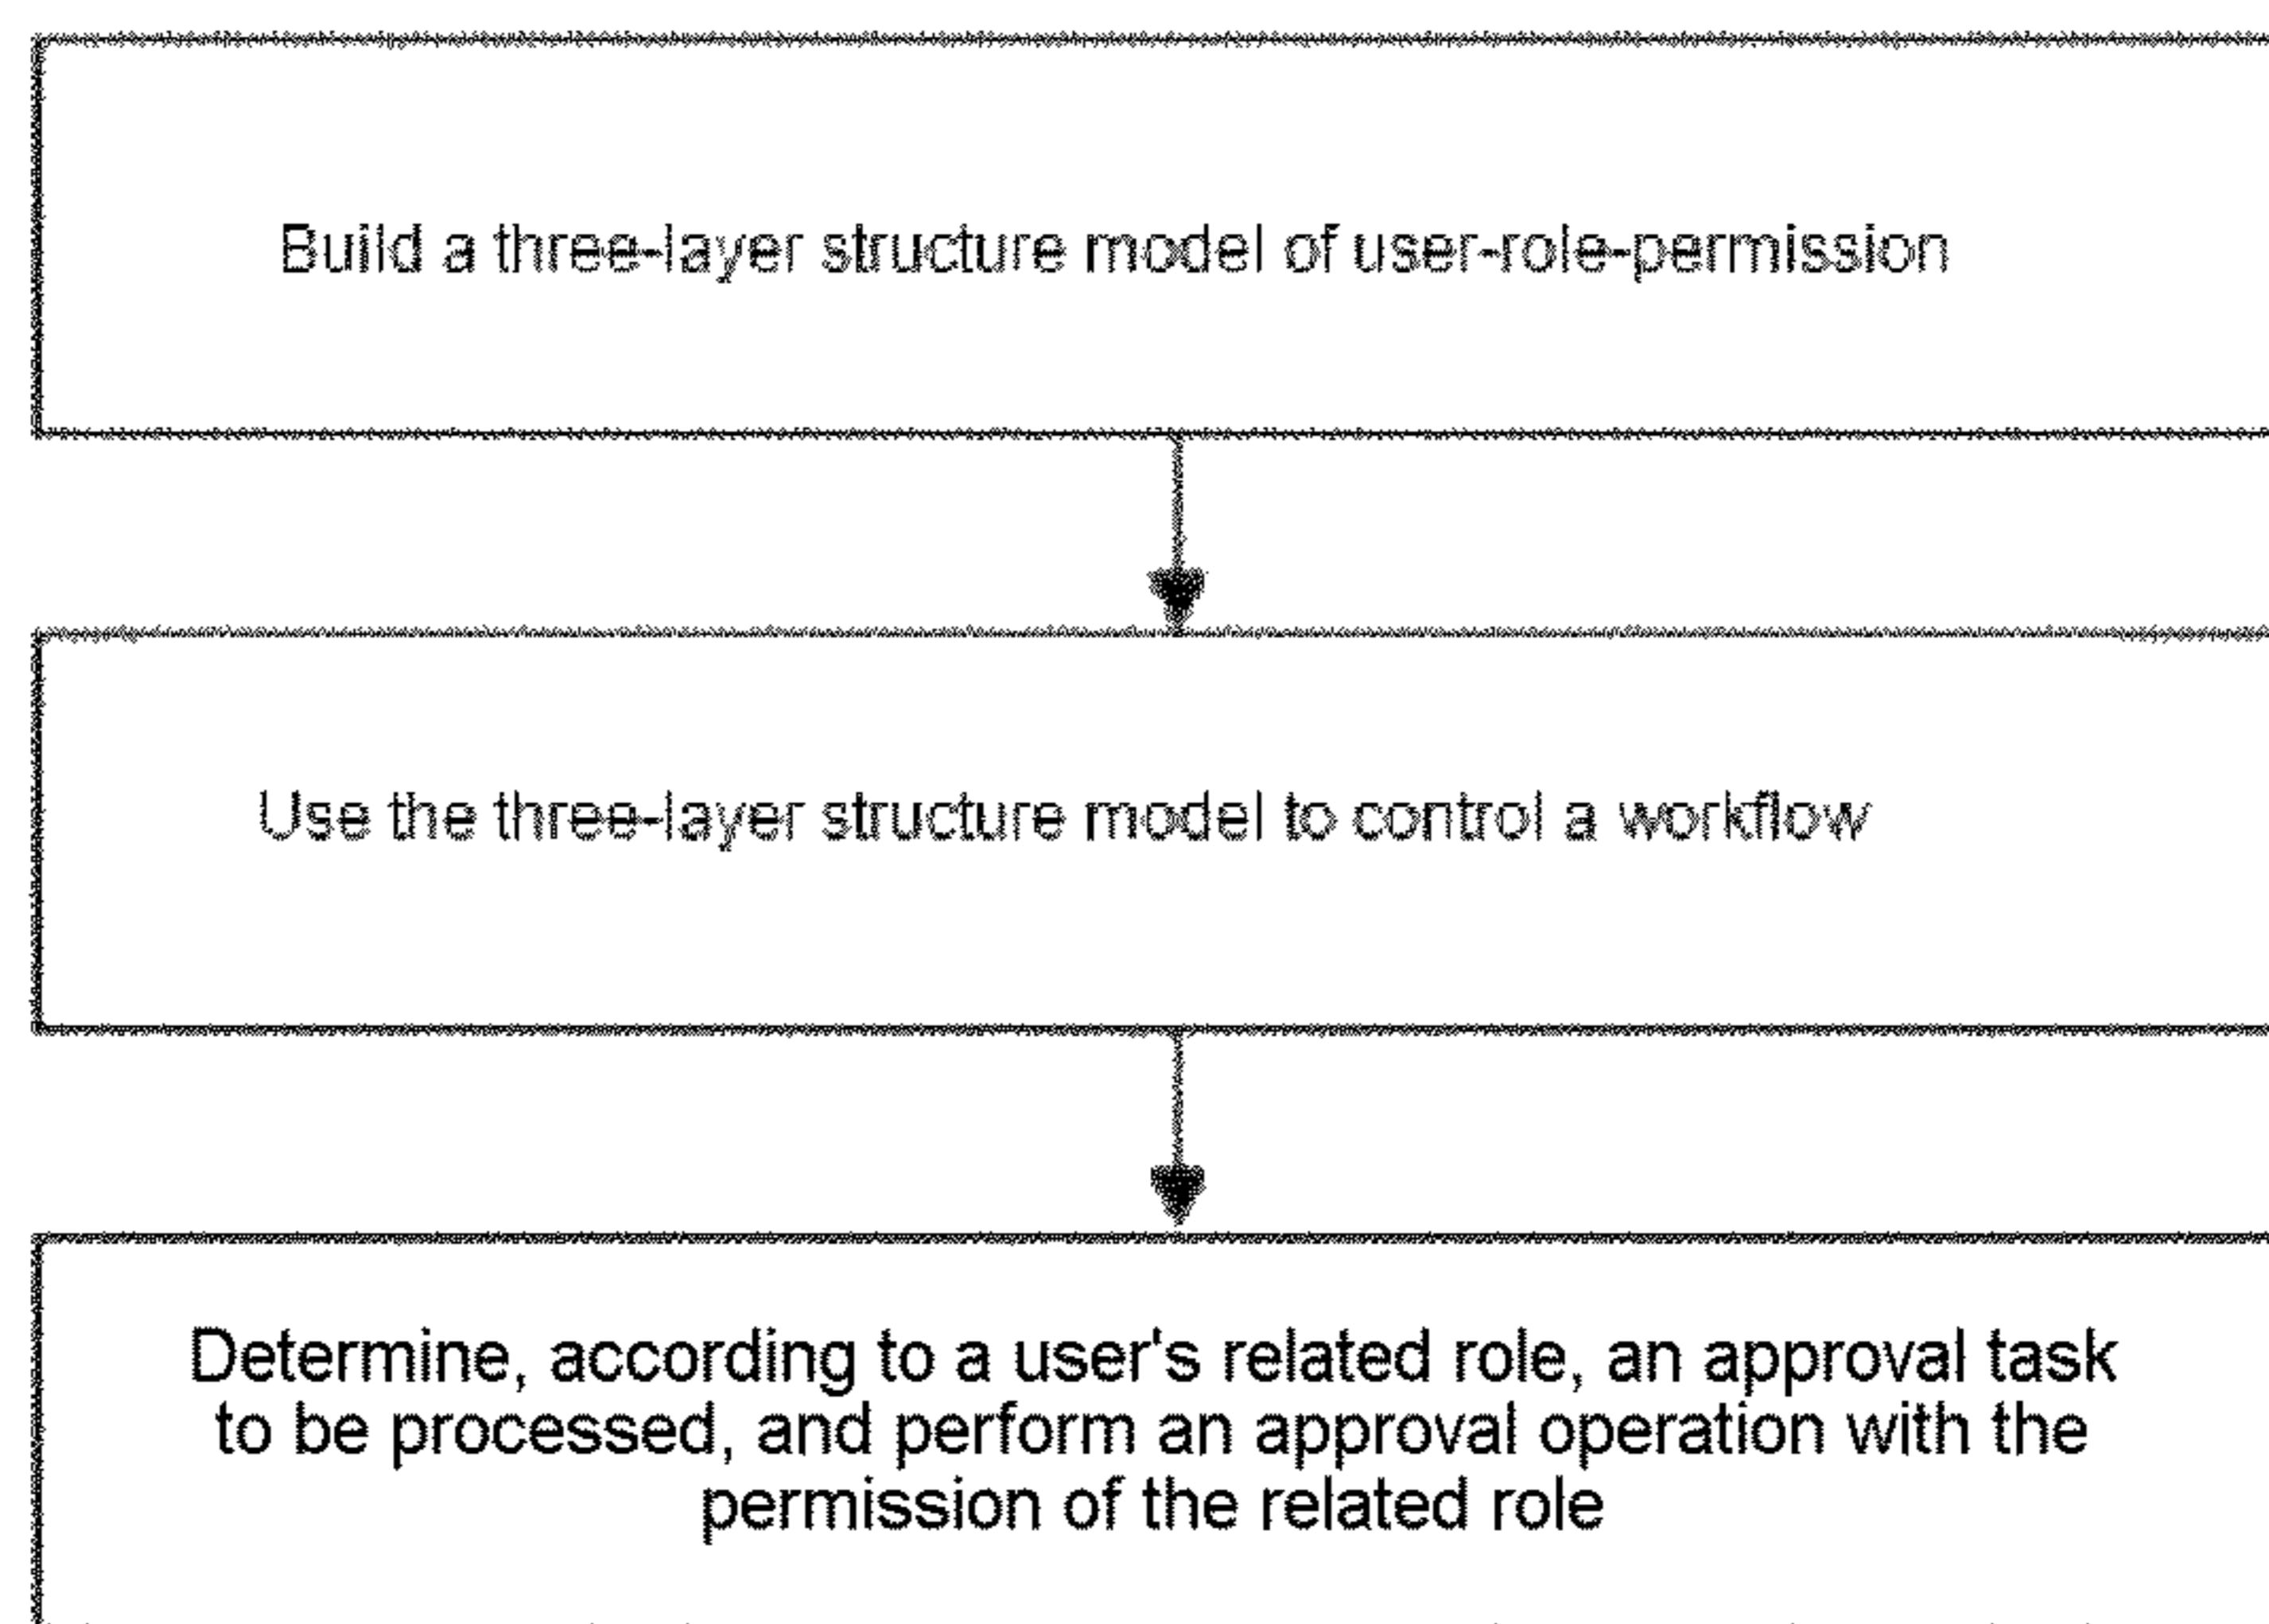 Build a three-layer structure model of user-role-permission
Use the three-layer structure model to control a workflow
Determine, according to a user's related role, an approval task
to be processed, and perform an approval operation with the
permission of the related role